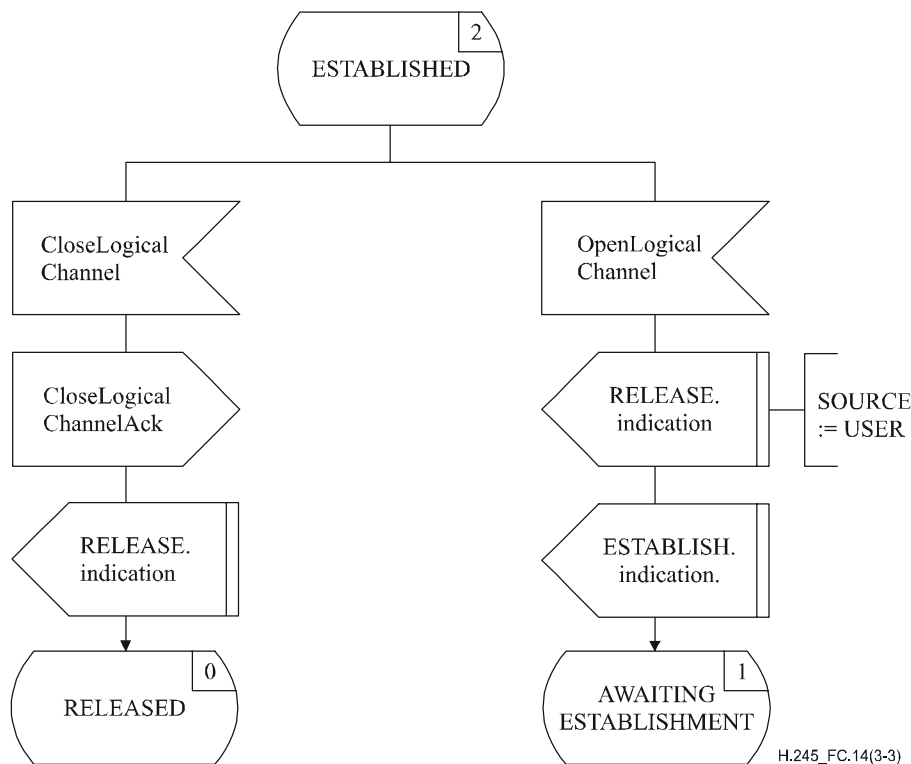 2
ESTABLISHED
CloseLogical
Channel
OpenLogical
Channel
CloseLogical
ChannelAck
RELEASE.
indication
SOURCE
:= USER
RELEASE.
indication
ESTABLISH.
indication.
0
RELEASED
1
AWAITING
ESTABLISHMENT
H.245_FC.14(3-3)